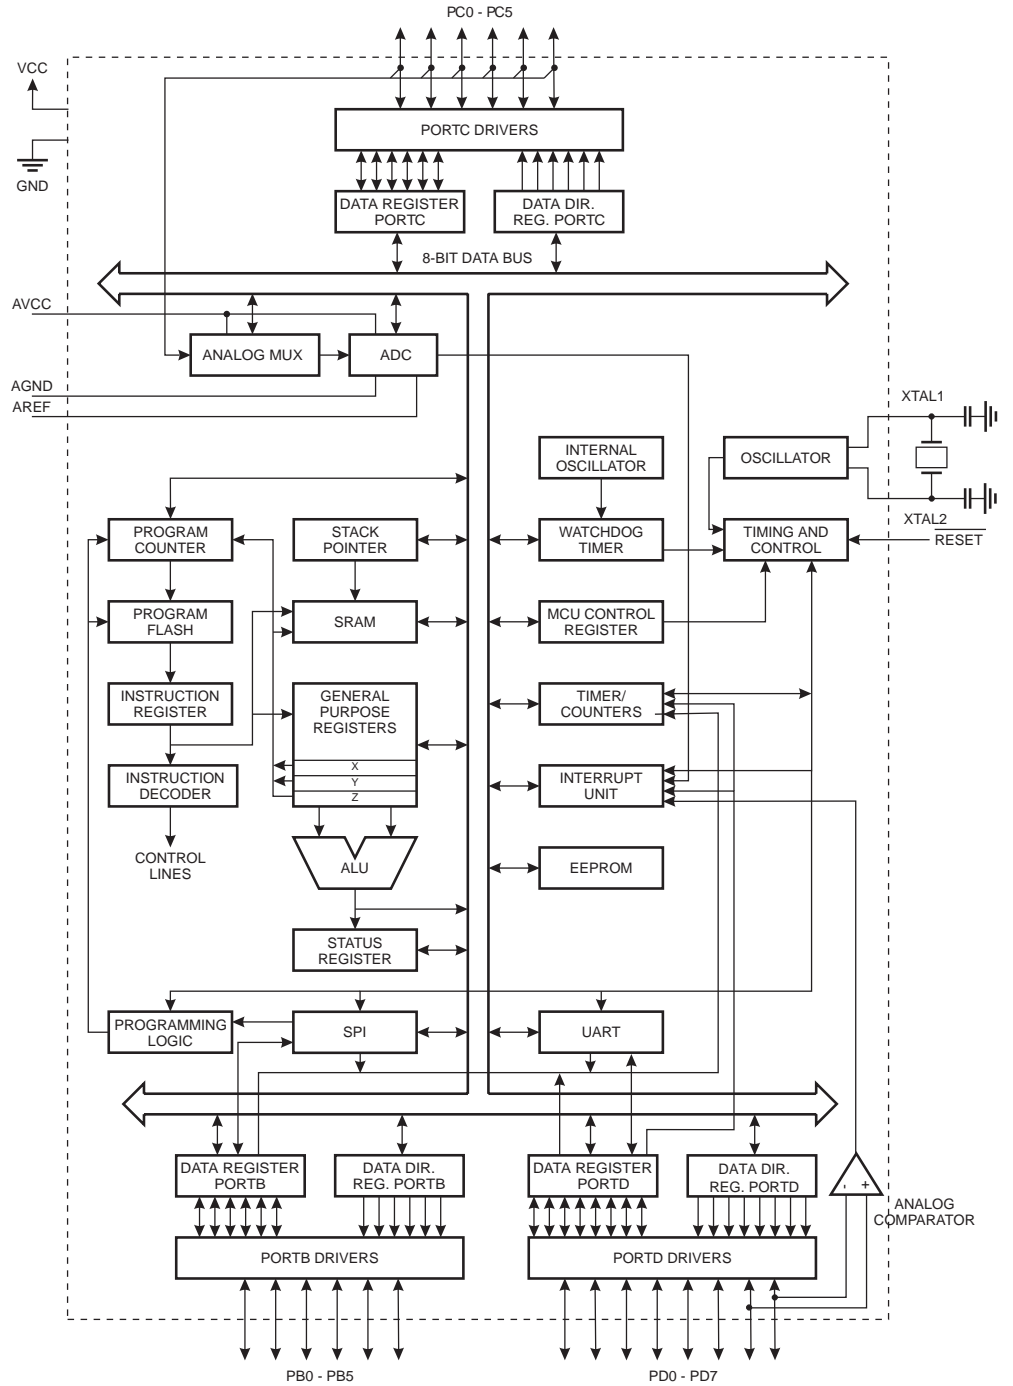 PC0 - PC5
VCC
GND
PORTC DRIVERS
DATA REGISTER
PORTC
DATA DIR.
REG. PORTC
8-BIT DATA BUS
AVCC
ANALOG MUX
ADC
AGND
AREF
XTAL1
INTERNAL
OSCILLATOR
OSCILLATOR
XTAL2
RESET
PROGRAM
COUNTER
STACK
POINTER
WATCHDOG
TIMER
TIMING AND
CONTROL
PROGRAM
FLASH
SRAM
MCU CONTROL
REGISTER
INSTRUCTION
REGISTER
GENERAL
PURPOSE
REGISTERS
X
Y
Z
TIMER/
COUNTERS
INSTRUCTION
DECODER
INTERRUPT
UNIT
CONTROL
LINES
ALU
EEPROM
STATUS
REGISTER
PROGRAMMING
LOGIC
SPI
UART
DATA REGISTER
PORTB
DATA DIR.
REG. PORTB
DATA REGISTER
PORTD
DATA DIR.
REG. PORTD
- +
ANALOG
COMPARATOR
PORTB DRIVERS
PORTD DRIVERS
PB0 - PB5
PD0 - PD7